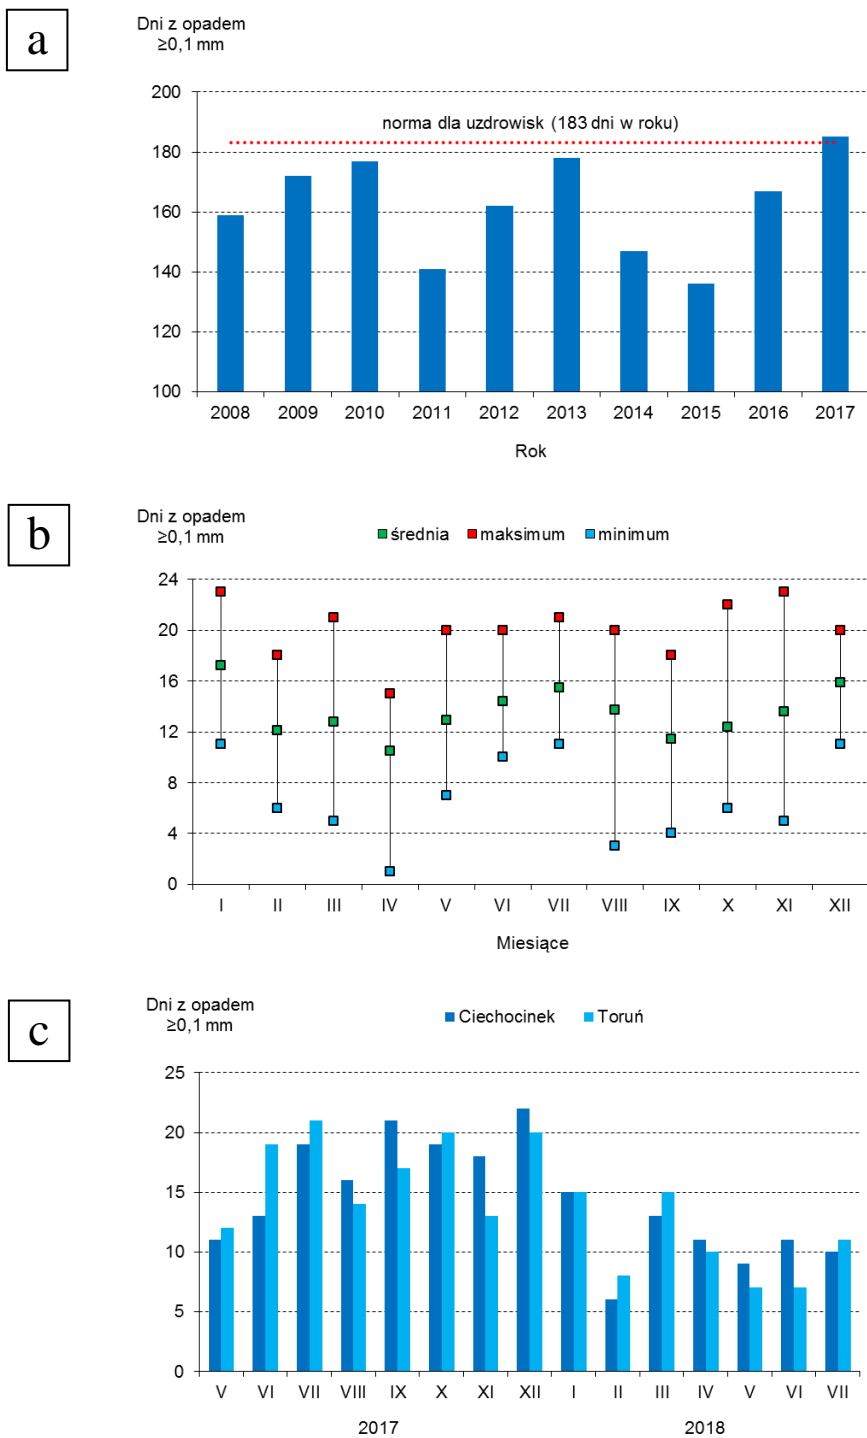 a
Dni z opadem
≥0,1 mm
200
norma dla uzdrowisk (183 dni w roku)
180
160
140
120
100
2008 2009 2010 2011 2012 2013 2014 2015 2016 2017
Rok
b
Dni z opadem
≥0,1 mm
średnia maksimum minimum
24
20
16
12
8
4
0
I II III IV V VI VII VIII IX X XI XII
Miesiące
c
Dni z opadem
≥0,1 mm
Ciechocinek Toruń
25
20
15
10
5
0
V VI VII VIII IX X XI XII I II III IV V VI VII
2017 2018